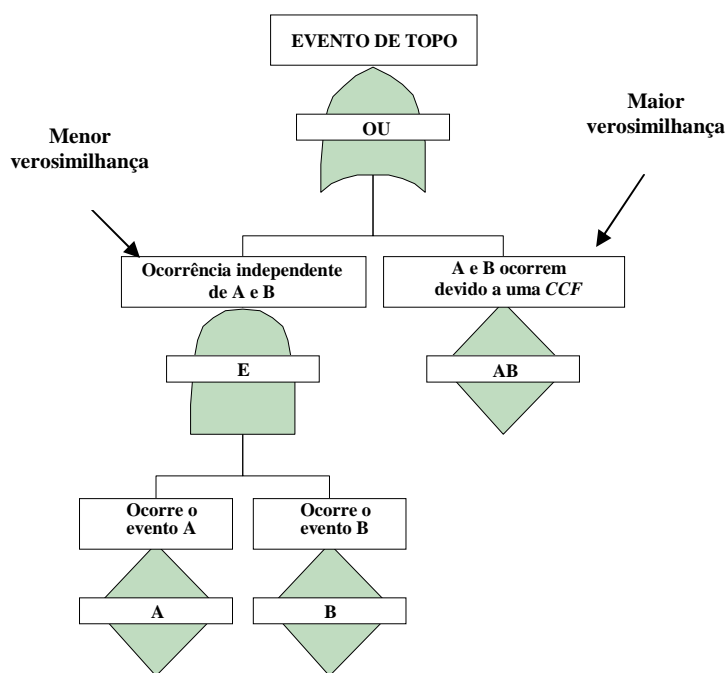 EVENTO DE TOPO
OU
Menor
verosimilhança
Maior
verosimilhança
Ocorrência independente
de A e B
A e B ocorrem
devido a uma CCF
E
AB
Ocorre o
evento A
Ocorre o
evento B
A
B